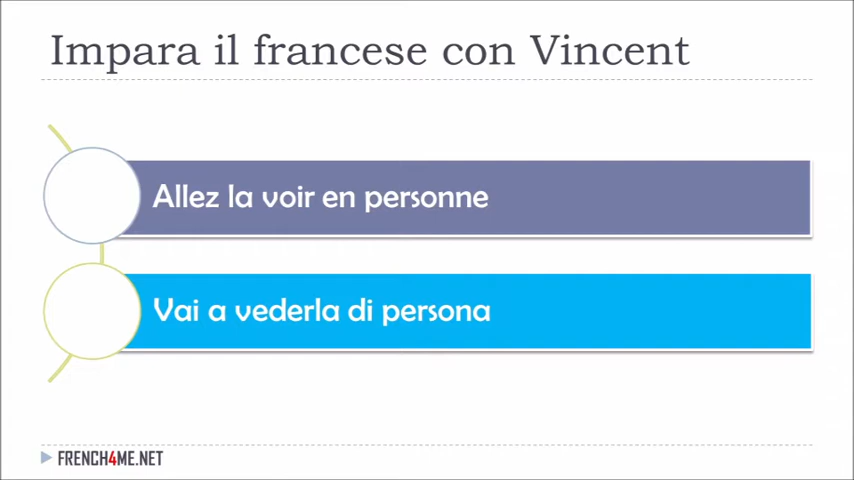 Impara il francese con Vincent
Allez la voir en personne
Vai a vederla di persona
FRENCH4ME.NET